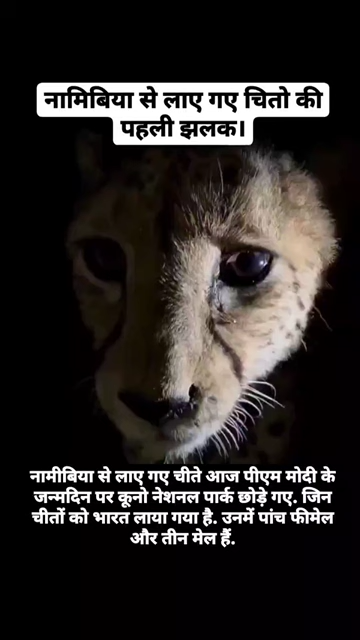 नामिबिया से लाए गए चितो की
पहली झलक।
नामीबिया से लाए गए चीते आज पीएम मोदी के
जन्मदिन पर कूनो नेशनल पार्क छोड़े गए. जिन
चीतों को भारत लाया गया है. उनमें पांच फीमेल
और तीन मेल हैं.